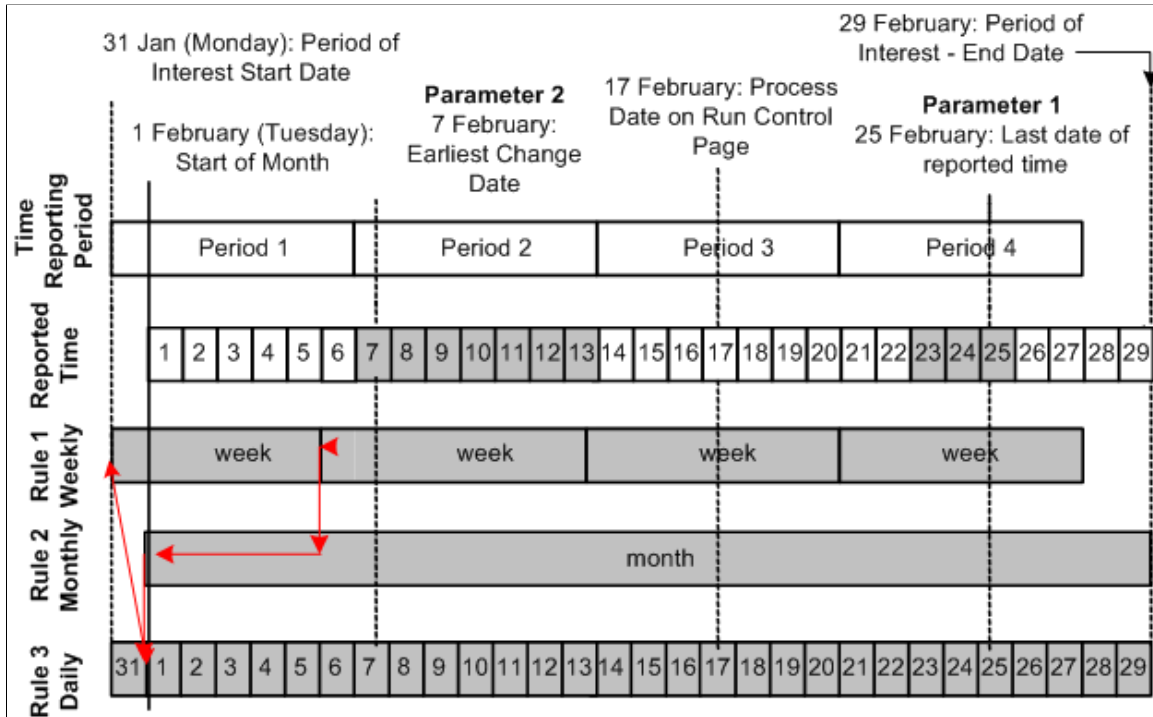 31 Jan (Monday): Period of
Interest Start Date
29 February: Period of
Interest - End Date
1 February (Tuesday):
Start of Month
Parameter 2
7 February:
Earliest Change
Date
17 February: Process
Date on Run Control
Page
Parameter 1
25 February: Last date of
reported time
Time
Reporting
Period
Period 1 Period 2 Period 3 Period 4
Reported
Time
1 2 3 4 5 6 7 8 9 10 11 12 13 14 15 16 17 18 19 20 21 22 23 24 25 26 27 28 29
Rule 1
Weekly
week week week week
Rule 2
Monthly
month
Rule 3
Daily
31 1 2 3 4 5 6 7 8 9 10 11 12 13 14 15 16 17 18 19 20 21 22 23 24 25 26 27 28 29